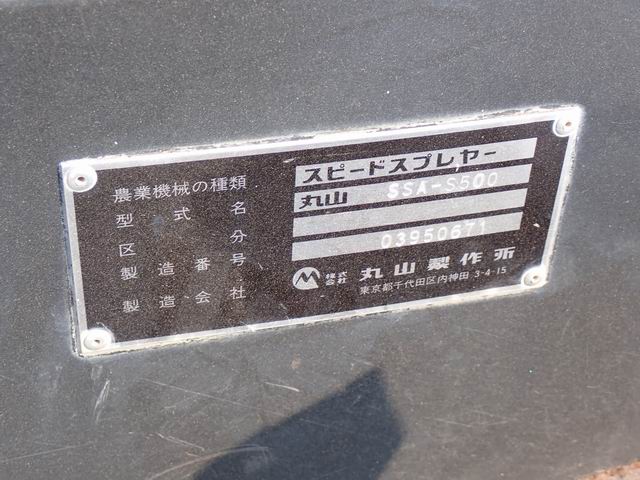 農業機械の種類 スピードスプレヤー
型式名 丸山 SSA-S500
区分
製造番号 03950671
製造会社 株式会社 丸山製作所
東京都千代田区内神田3-4-15